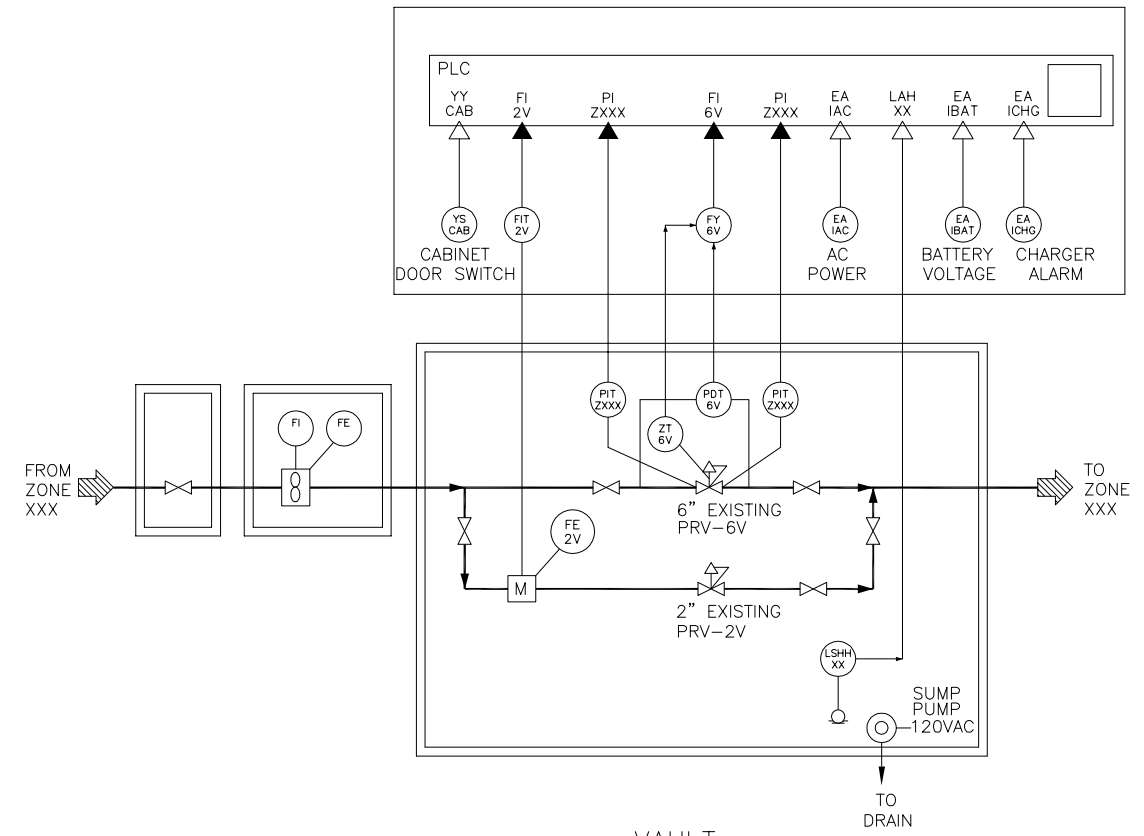 PLC
YY
CAB
FI
2V
PI
ZXXX
FI
6V
PI
ZXXX
EA
IAC
LAH
XX
EA
IBAT
EA
ICHG
YS
CAB
FIT
2V
FY
6V
EA
IAC
EA
IBAT
EA
ICHG
CABINET
DOOR SWITCH
AC
POWER
BATTERY
VOLTAGE
CHARGER
ALARM
PIT
ZXXX
PDT
6V
PIT
ZXXX
ZT
6V
FI
FE
FROM
ZONE
XXX
TO
ZONE
XXX
6" EXISTING
PRV-6V
FE
2V
M
2" EXISTING
PRV-2V
LSHH
XX
SUMP
PUMP
120VAC
TO
DRAIN
VAULT